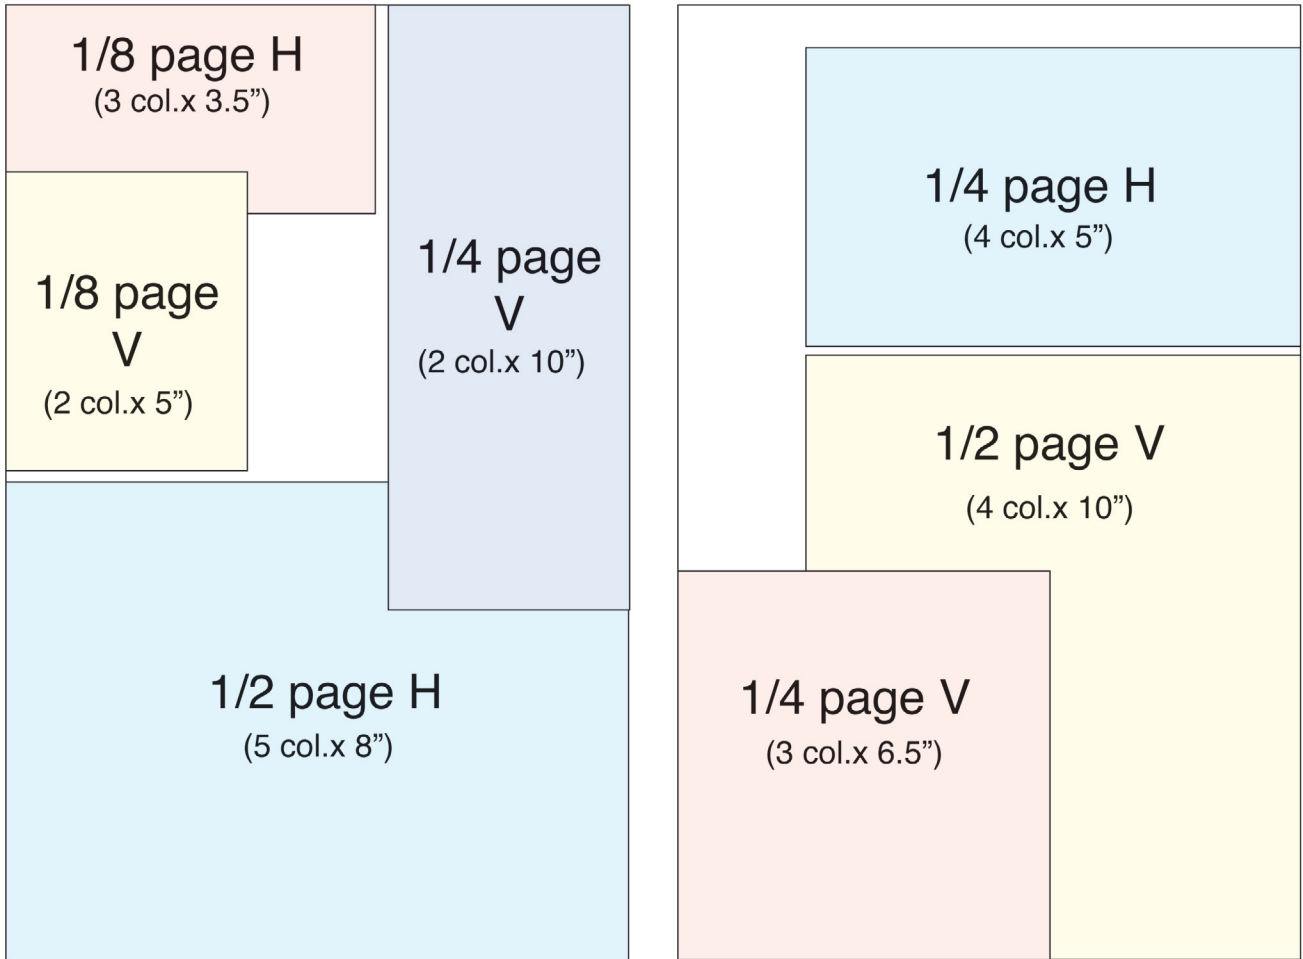 1/8 page H
(3 col.x 3.5”)
1/8 page
V
(2 col.x 5”)
1/4 page
V
(2 col.x 10”)
1/2 page H
(5 col.x 8”)
1/4 page H
(4 col.x 5”)
1/2 page V
(4 col.x 10”)
1/4 page V
(3 col.x 6.5”)